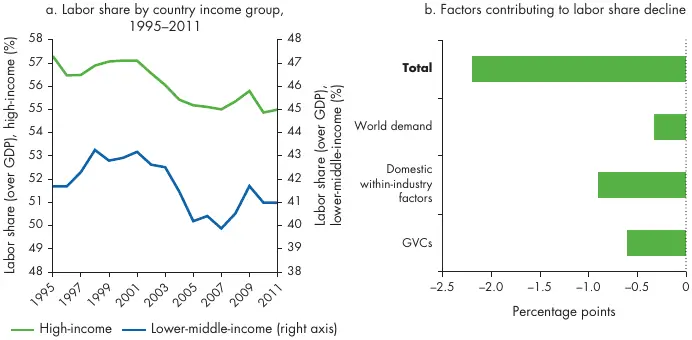 a. Labor share by country income group,
1995–2011
Labor share (over GDP), high-income (%)
58
57
56
55
54
53
52
51
50
49
48
48
47
46
45
44
43
42
41
40
39
38
Labor share (over GDP),
lower-middle-income (%)
1995
1997
1999
2001
2003
2005
2007
2009
2011
High-income
Lower-middle-income (right axis)
b. Factors contributing to labor share decline
Total
World demand
Domestic
within-industry
factors
GVCs
–2.5
–2.0
–1.5
–1.0
–0.5
0
Percentage points